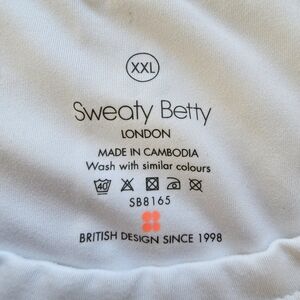 XXL
Sweaty Betty
LONDON
MADE IN CAMBODIA
Wash with similar colours
40
SB8165
BRITISH DESIGN SINCE 1998